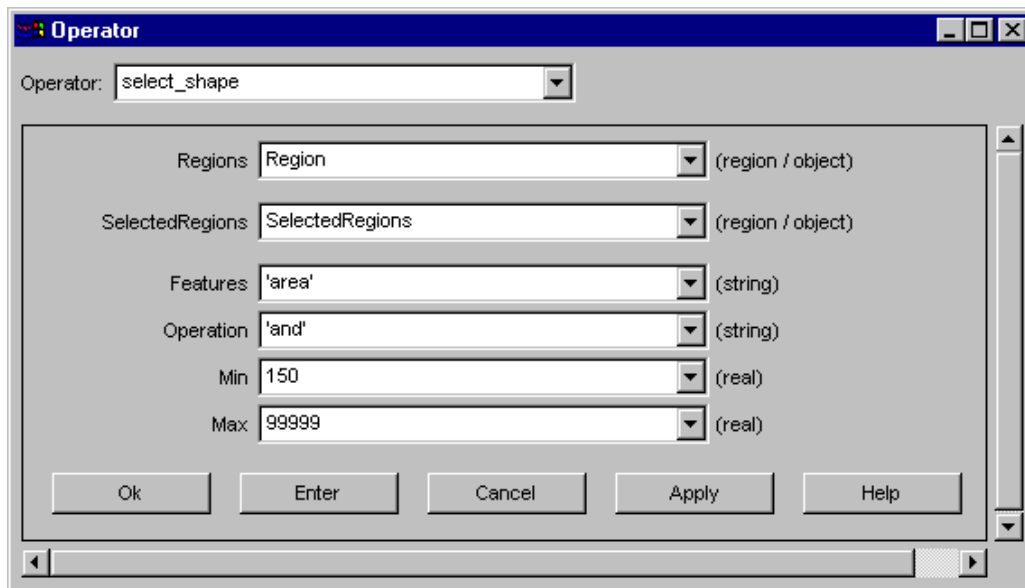 Operator
Operator: select_shape
Regions Region (region / object)
SelectedRegions SelectedRegions (region / object)
Features 'area' (string)
Operation 'and' (string)
Min 150 (real)
Max 99999 (real)
Ok Enter Cancel Apply Help